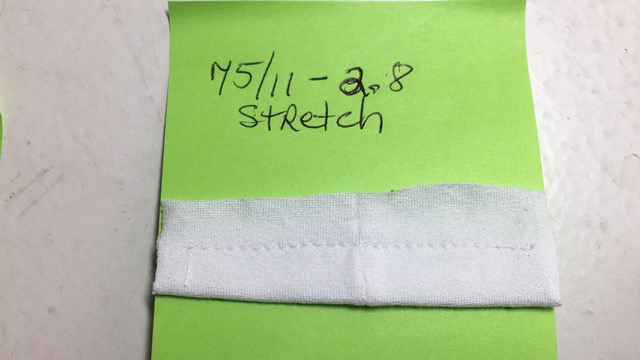 75/11 - 2.8
Stretch